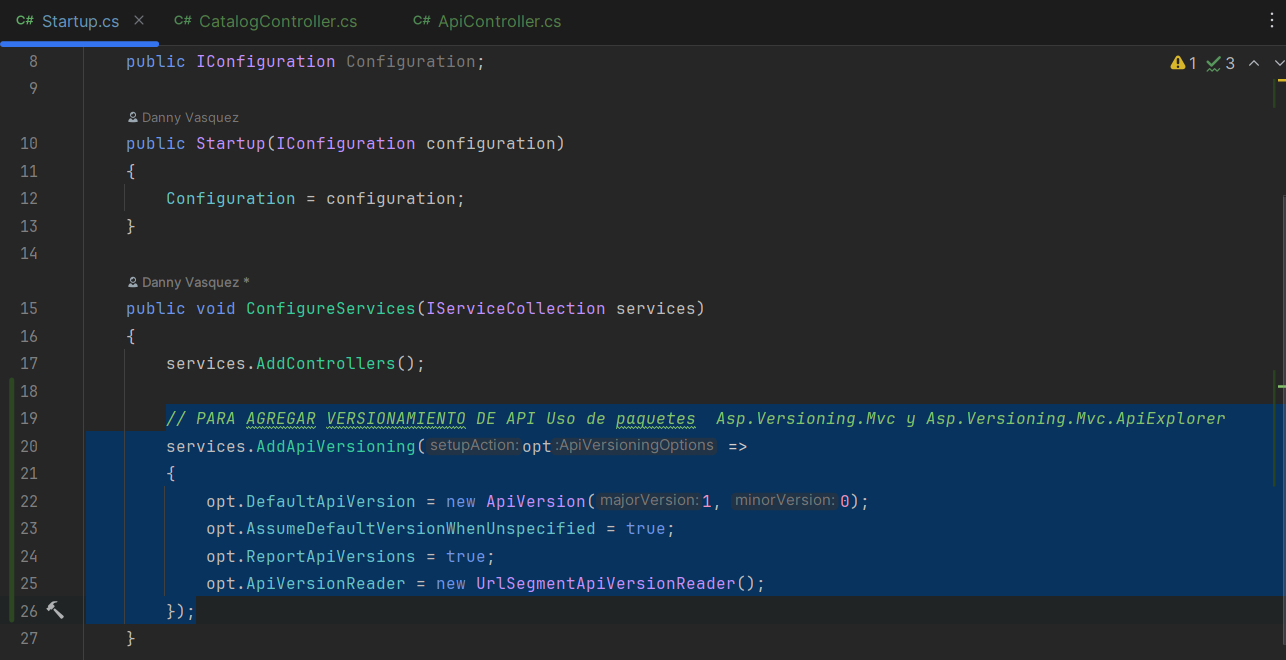 C# Startup.cs × C# CatalogController.cs C# ApiController.cs
8 public IConfiguration Configuration; 1 3
9
Danny Vasquez
10 public Startup(IConfiguration configuration)
11 {
12 Configuration = configuration;
13 }
14
Danny Vasquez *
15 public void ConfigureServices(IServiceCollection services)
16 {
17 services.AddControllers();
18
19 // PARA AGREGAR VERSIONAMIENTO DE API Uso de paquetes  Asp.Versioning.Mvc y Asp.Versioning.Mvc.ApiExplorer
20 services.AddApiVersioning( setupAction: opt :ApiVersioningOptions =>
21 {
22 opt.DefaultApiVersion = new ApiVersion( majorVersion: 1, minorVersion: 0);
23 opt.AssumeDefaultVersionWhenUnspecified = true;
24 opt.ReportApiVersions = true;
25 opt.ApiVersionReader = new UrlSegmentApiVersionReader();
26 });
27 }